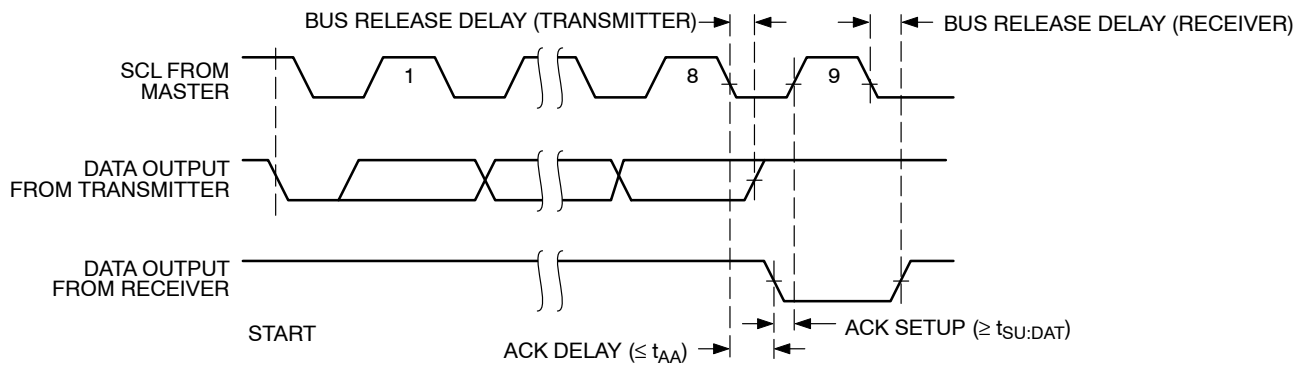 BUS RELEASE DELAY (TRANSMITTER)
BUS RELEASE DELAY (RECEIVER)
SCL FROM
MASTER
1
8
9
DATA OUTPUT
FROM TRANSMITTER
DATA OUTPUT
FROM RECEIVER
START
ACK SETUP (≥ tSU:DAT)
ACK DELAY (≤ tAA)